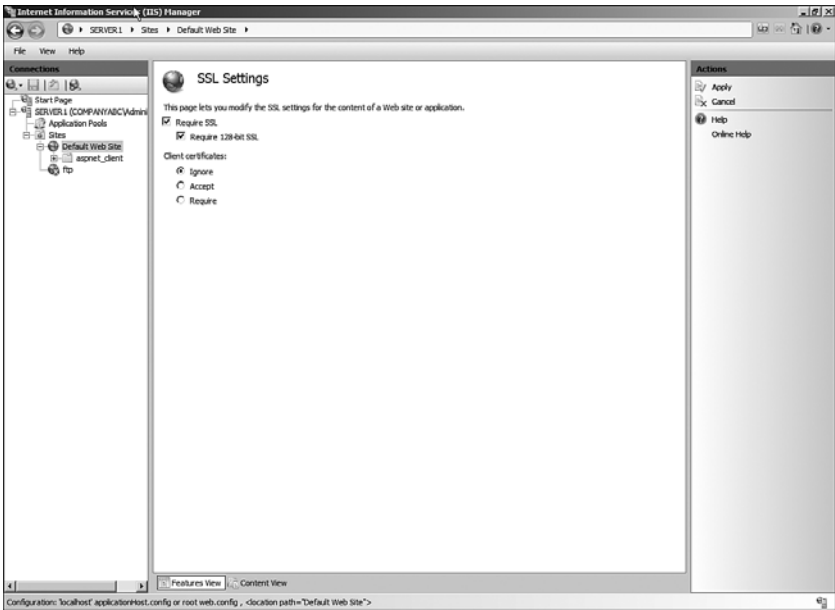 Internet Information Services (IIS) Manager
SERVER1 Sites Default Web Site
File View Help
Connections
Start Page
SERVER1 (COMPANYABC\Admini
Application Pools
Sites
Default Web Site
aspnet_client
ftp
SSL Settings
This page lets you modify the SSL settings for the content of a Web site or application.
Require SSL
Require 128-bit SSL
Client certificates:
Ignore
Accept
Require
Features View Content View
Actions
Apply
Cancel
Help
Online Help
Configuration: 'localhost' applicationHost.config or root web.config , <location path="Default Web Site">